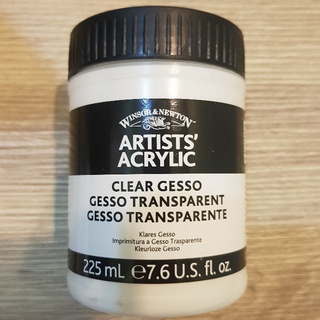 WINSOR & NEWTON™
ARTISTS'
ACRYLIC
CLEAR GESSO
GESSO TRANSPARENT
GESSO TRANSPARENTE
Klares Gesso
Imprimitura a Gesso Trasparente
Kleurloze Gesso
225 mL ℮7.6 U.S. fl. oz.